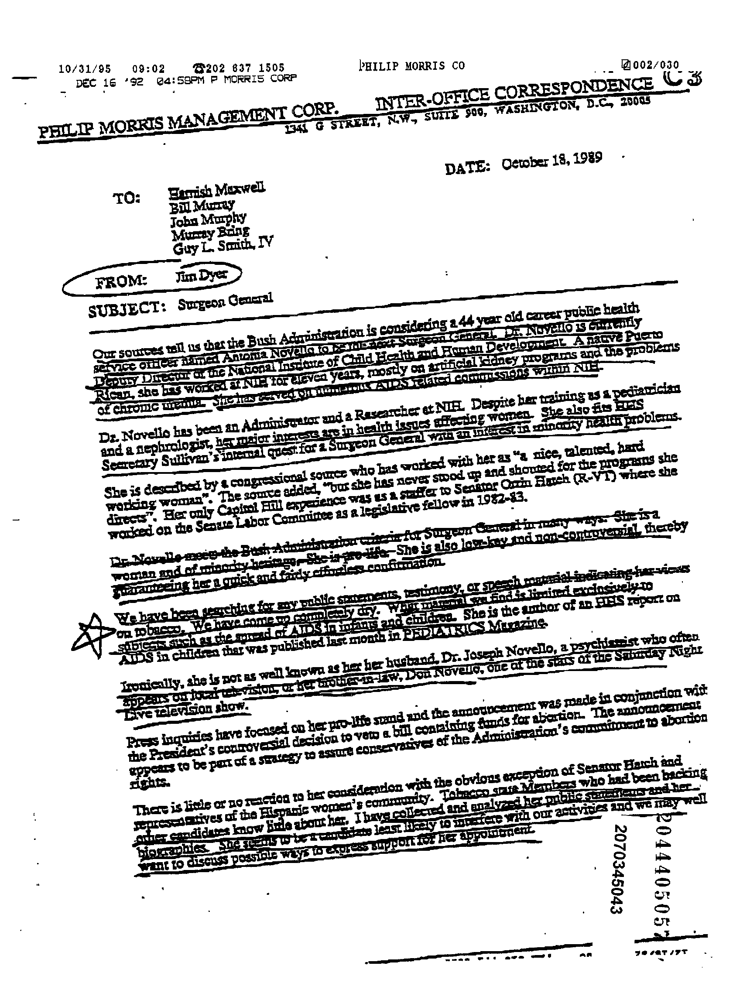 10/31/95 09:02 ☎202 637 1505 PHILIP MORRIS CO 002/030
DEC 16 '92 04:58PM P MORRIS CORP
C3
PHILIP MORRIS MANAGEMENT CORP. INTER-OFFICE CORRESPONDENCE
1341 G STREET, N.W., SUITE 900, WASHINGTON, D.C., 20005
DATE: October 18, 1989
TO: Hamish Maxwell
Bill Murray
John Murphy
Murray Bring
Guy L. Smith, IV
FROM: Jim Dyer
SUBJECT: Surgeon General
Our sources tell us that the Bush Administration is considering a 44 year old career public health
service officer named Antonia Novello to be the next Surgeon General. Dr. Novello is currently
Deputy Director of the National Institute of Child Health and Human Development. A native Puerto
Rican, she has worked at NIH for eleven years, mostly on artificial kidney programs and the problems
of chronic uremia. She has served on numerous AIDS related commissions within NIH.
Dr. Novello has been an Administrator and a Researcher at NIH. Despite her training as a pediatrician
and a nephrologist, her major interests are in health issues affecting women. She also fits HHS
Secretary Sullivan's internal quest for a Surgeon General with an interest in minority health problems.
She is described by a congressional source who has worked with her as "a nice, talented, hard
working woman". The source added, "but she has never stood up and shouted for the programs she
directs". Her only Capitol Hill experience was as a staffer to Senator Orrin Hatch (R-VT) where she
worked on the Senate Labor Committee as a legislative fellow in 1982-83.
Dr. Novello meets the Bush Administration criteria for Surgeon General in many ways. She is a
woman and of minority heritage. She is pro-life. She is also low-key and non-controversial, thereby
guaranteeing her a quick and fairly effortless confirmation.
We have been searching for any public statements, testimony, or speech material indicating her views
on tobacco. We have come up completely dry. What material we find is limited exclusively to
subjects such as the spread of AIDS in infants and children. She is the author of an HHS report on
AIDS in children that was published last month in PEDIATRICS Magazine.
Ironically, she is not as well known as her her husband, Dr. Joseph Novello, a psychiatrist who often
appears on local television, or her brother-in-law, Don Novello, one of the stars of the Saturday Night
Live television show.
Press inquiries have focused on her pro-life stand and the announcement was made in conjunction with
the President's controversial decision to veto a bill containing funds for abortion. The announcement
appears to be part of a strategy to assure conservatives of the Administration's commitment to abortion
rights.
There is little or no reaction to her consideration with the obvious exception of Senator Hatch and
representatives of the Hispanic women's community. Tobacco state Members who had been backing
other candidates know little about her. I have collected and analyzed her public statements and her
biographies. She seems to be a candidate least likely to interfere with our activities and we may well
want to discuss possible ways to express support for her appointment.
2070345043
2044405057